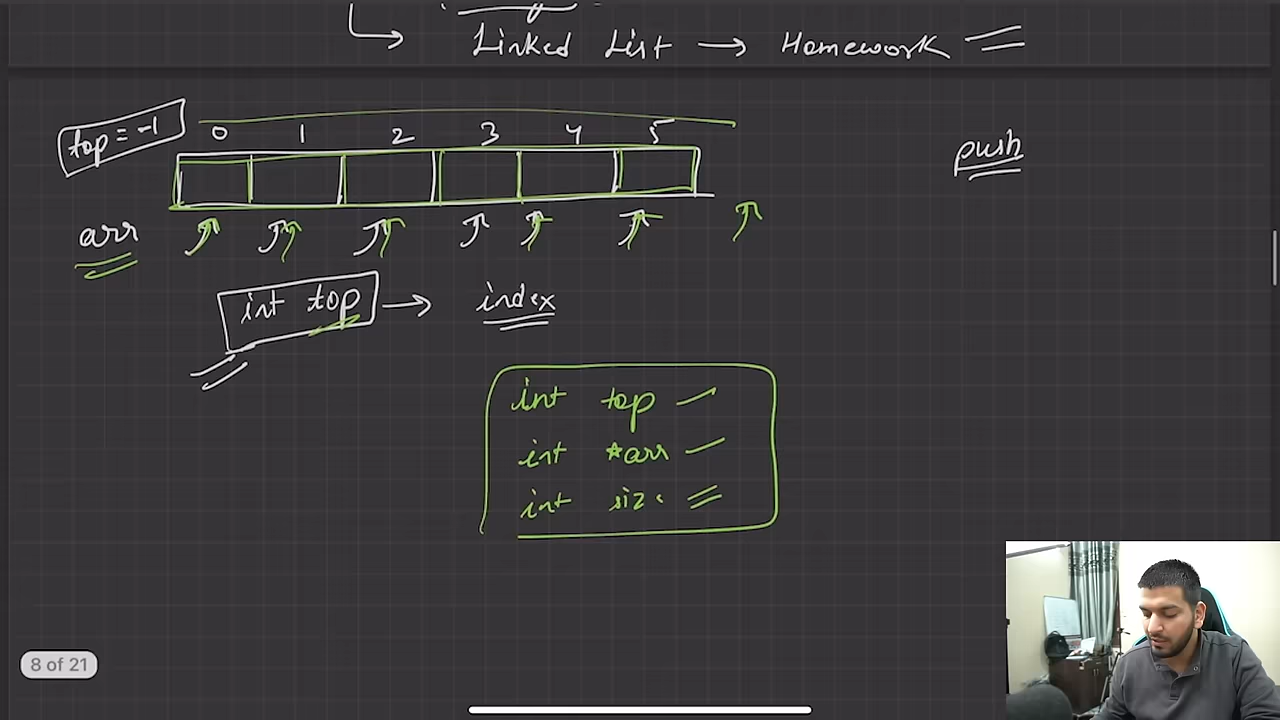 Linked List → Homework
top = -1
0 1 2 3 4 5
push
arr
int top → index
int top
int *arr
int size
8 of 21